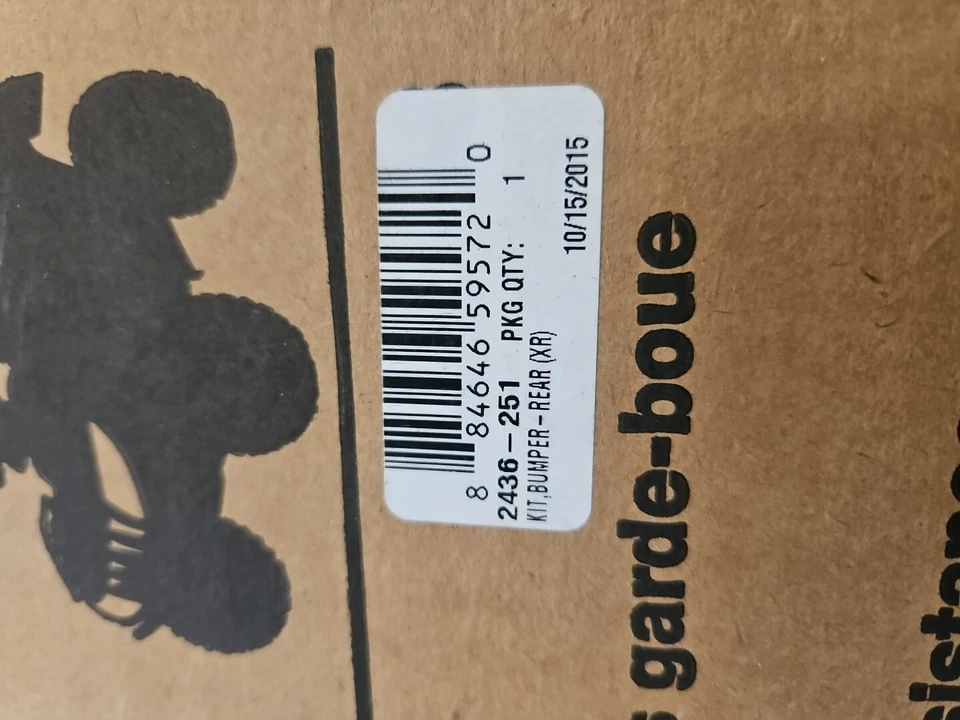 8 84646 59572 0
2436-251 PKG QTY: 1
KIT,BUMPER-REAR (XR)
10/15/2015
garde-boue